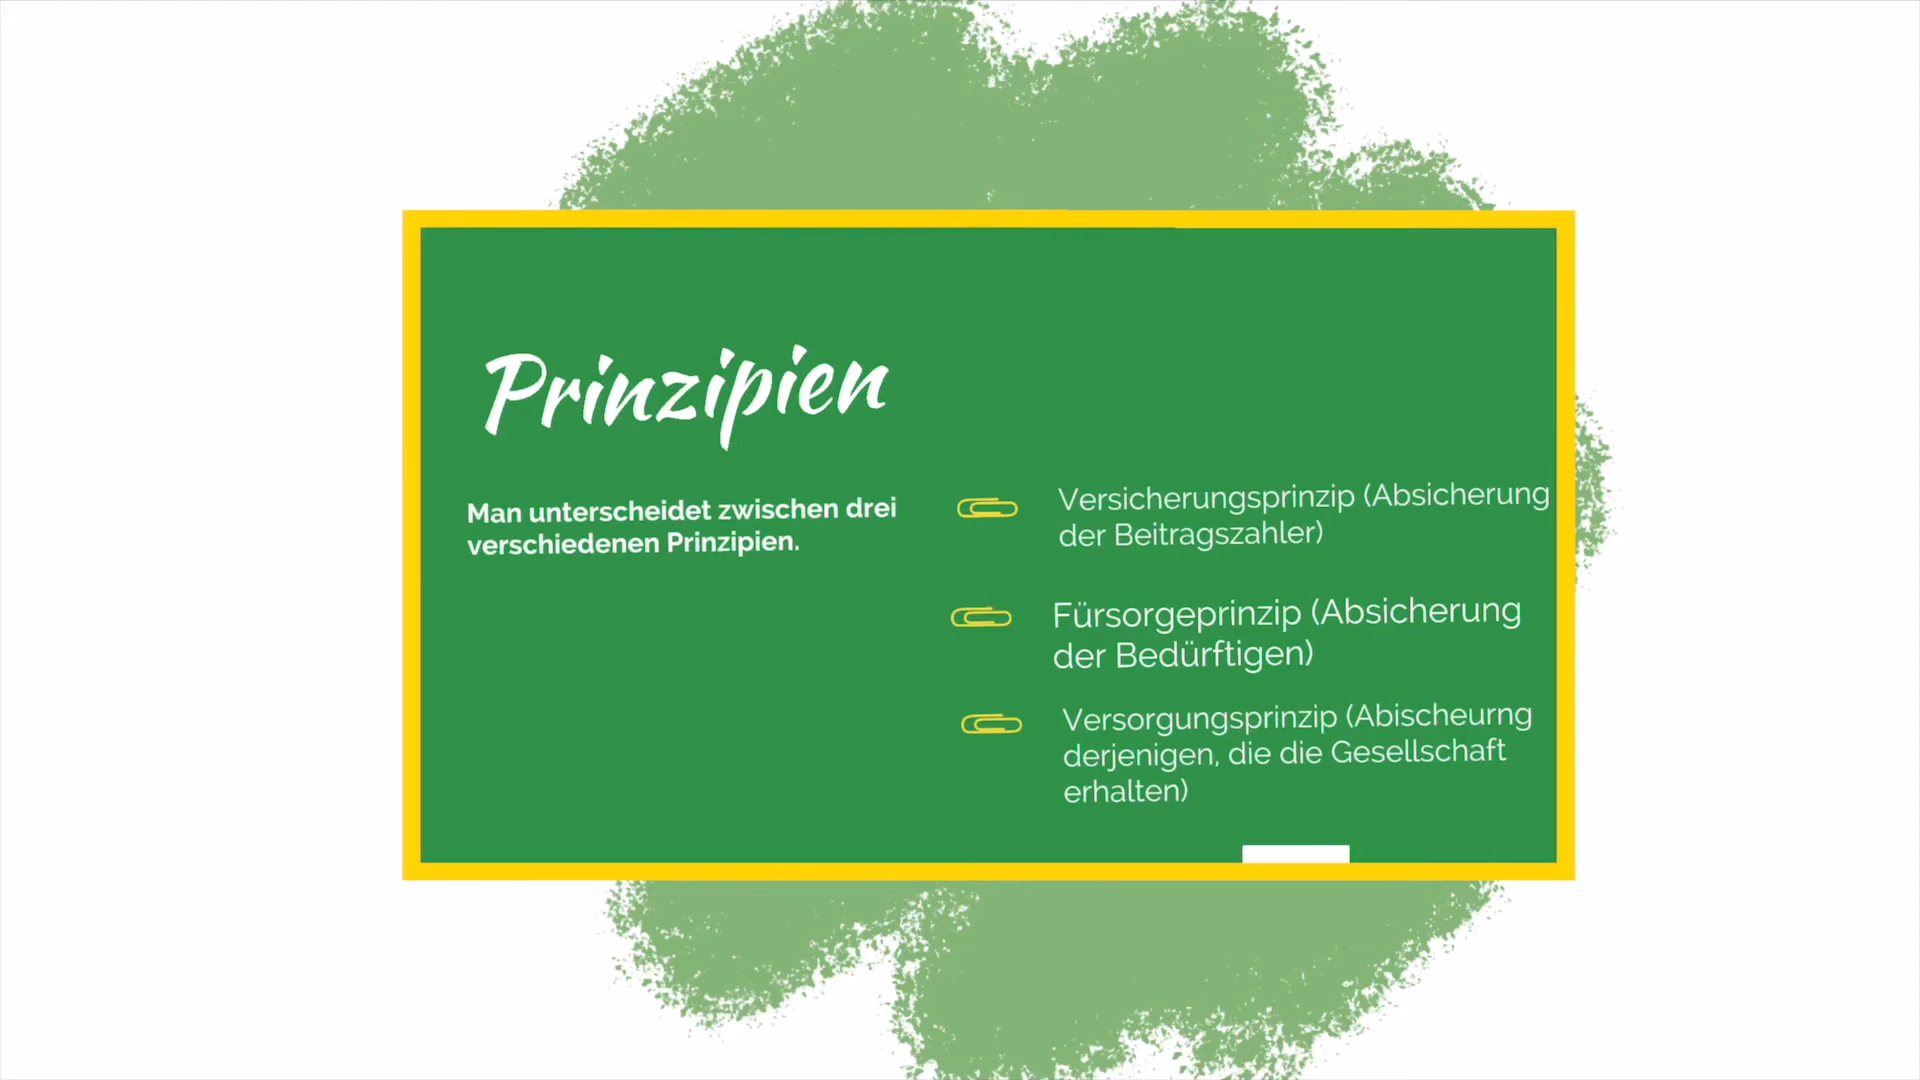 Prinzipien
Man unterscheidet zwischen drei
verschiedenen Prinzipien.
Versicherungsprinzip (Absicherung
der Beitragszahler)
Fürsorgeprinzip (Absicherung
der Bedürftigen)
Versorgungsprinzip (Abischeurng
derjenigen, die die Gesellschaft
erhalten)